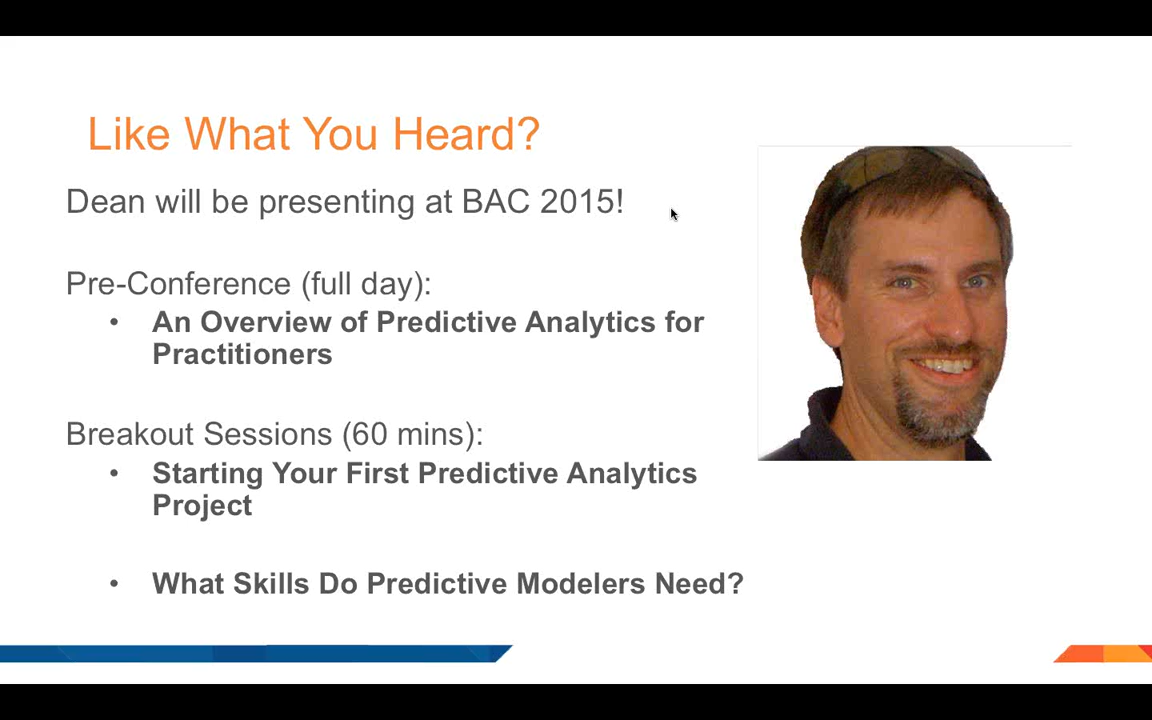 Like What You Heard?
Dean will be presenting at BAC 2015!
Pre-Conference (full day):
• An Overview of Predictive Analytics for
Practitioners
Breakout Sessions (60 mins):
• Starting Your First Predictive Analytics
Project
• What Skills Do Predictive Modelers Need?